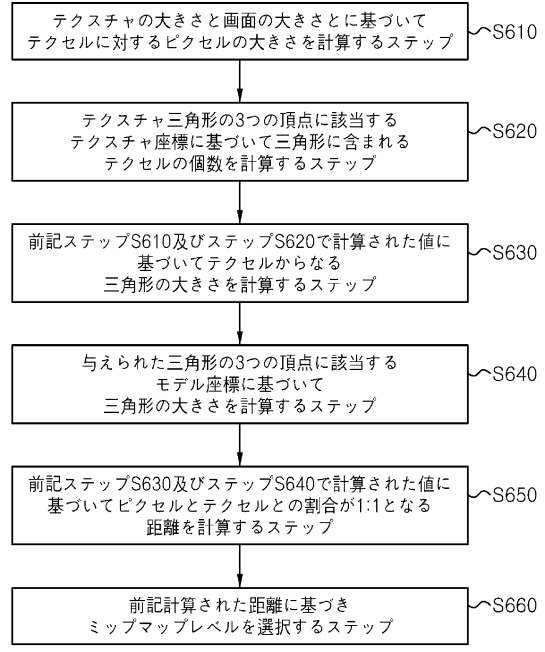 テクスチャの大きさと画面の大きさとに基づいて
テクセルに対するピクセルの大きさを計算するステップ
S610
テクスチャ三角形の3つの頂点に該当する
テクスチャ座標に基づいて三角形に含まれる
テクセルの個数を計算するステップ
S620
前記ステップS610及びステップS620で計算された値に
基づいてテクセルからなる
三角形の大きさを計算するステップ
S630
与えられた三角形の3つの頂点に該当する
モデル座標に基づいて
三角形の大きさを計算するステップ
S640
前記ステップS630及びステップS640で計算された値に
基づいてピクセルとテクセルとの割合が1:1となる
距離を計算するステップ
S650
前記計算された距離に基づき
ミップマップレベルを選択するステップ
S660